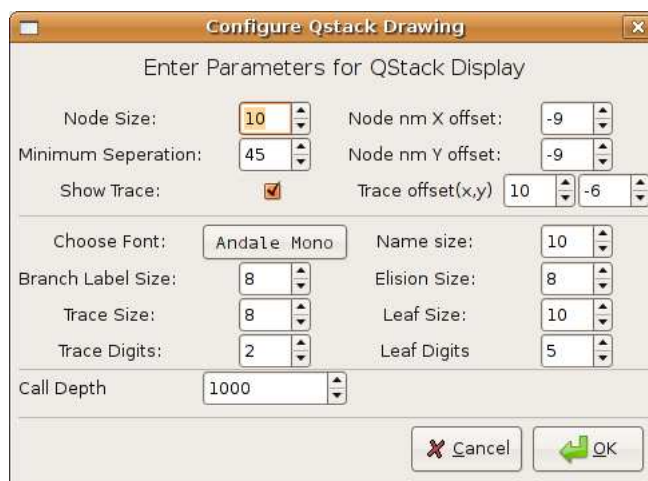 Configure Qstack Drawing
Enter Parameters for QStack Display
Node Size: 10 Node nm X offset: -9
Minimum Seperation: 45 Node nm Y offset: -9
Show Trace: Trace offset(x,y) 10 -6
Choose Font: Andale Mono Name size: 10
Branch Label Size: 8 Elision Size: 8
Trace Size: 8 Leaf Size: 10
Trace Digits: 2 Leaf Digits 5
Call Depth 1000
Cancel OK